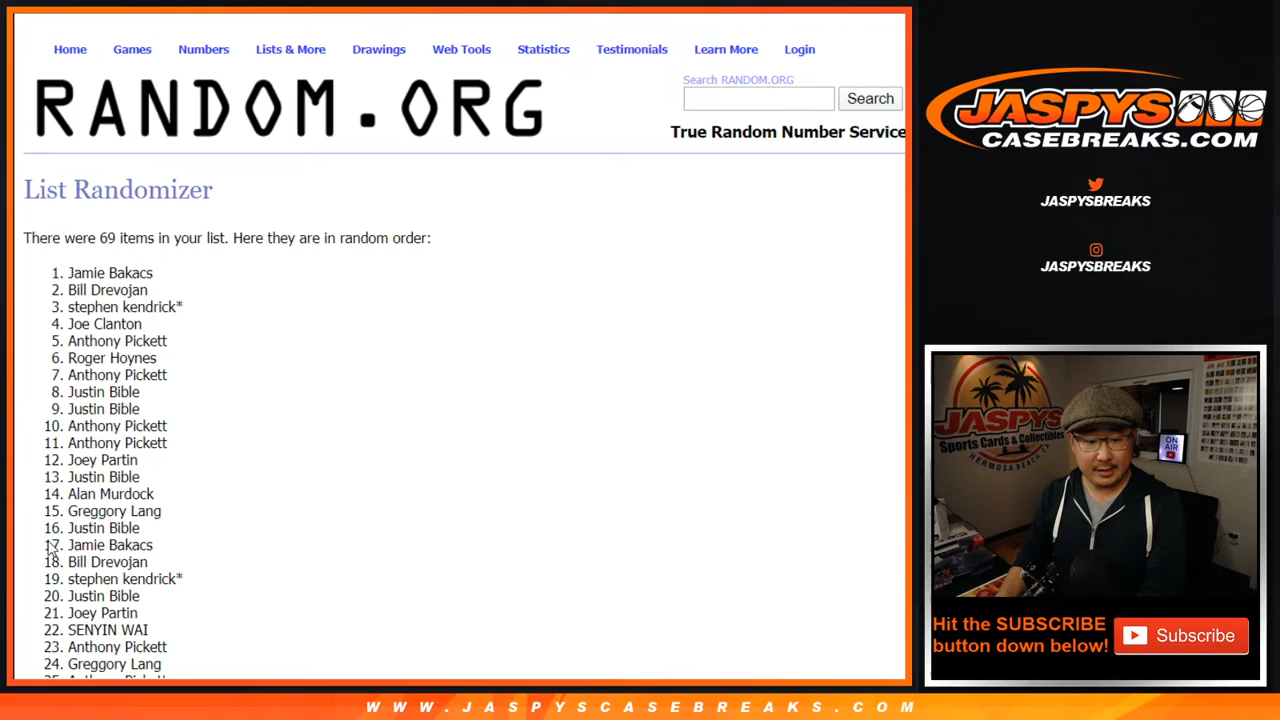 Home Games Numbers Lists & More Drawings Web Tools Statistics Testimonials Learn More Login
RANDOM.ORG
Search RANDOM.ORG
Search
True Random Number Service
List Randomizer
There were 69 items in your list. Here they are in random order:
1. Jamie Bakacs
2. Bill Drevojan
3. stephen kendrick*
4. Joe Clanton
5. Anthony Pickett
6. Roger Hoynes
7. Anthony Pickett
8. Justin Bible
9. Justin Bible
10. Anthony Pickett
11. Anthony Pickett
12. Joey Partin
13. Justin Bible
14. Alan Murdock
15. Greggory Lang
16. Justin Bible
17. Jamie Bakacs
18. Bill Drevojan
19. stephen kendrick*
20. Justin Bible
21. Joey Partin
22. SENYIN WAI
23. Anthony Pickett
24. Greggory Lang
JASPYS
CASEBREAKS.COM
JASPYSBREAKS
JASPYSBREAKS
JASPYS
Sports Cards & Collectibles
HERMOSA BEACH, CA
ON
AIR
Hit the SUBSCRIBE
button down below!
Subscribe
WWW.JASPYSCASEBREAKS.COM